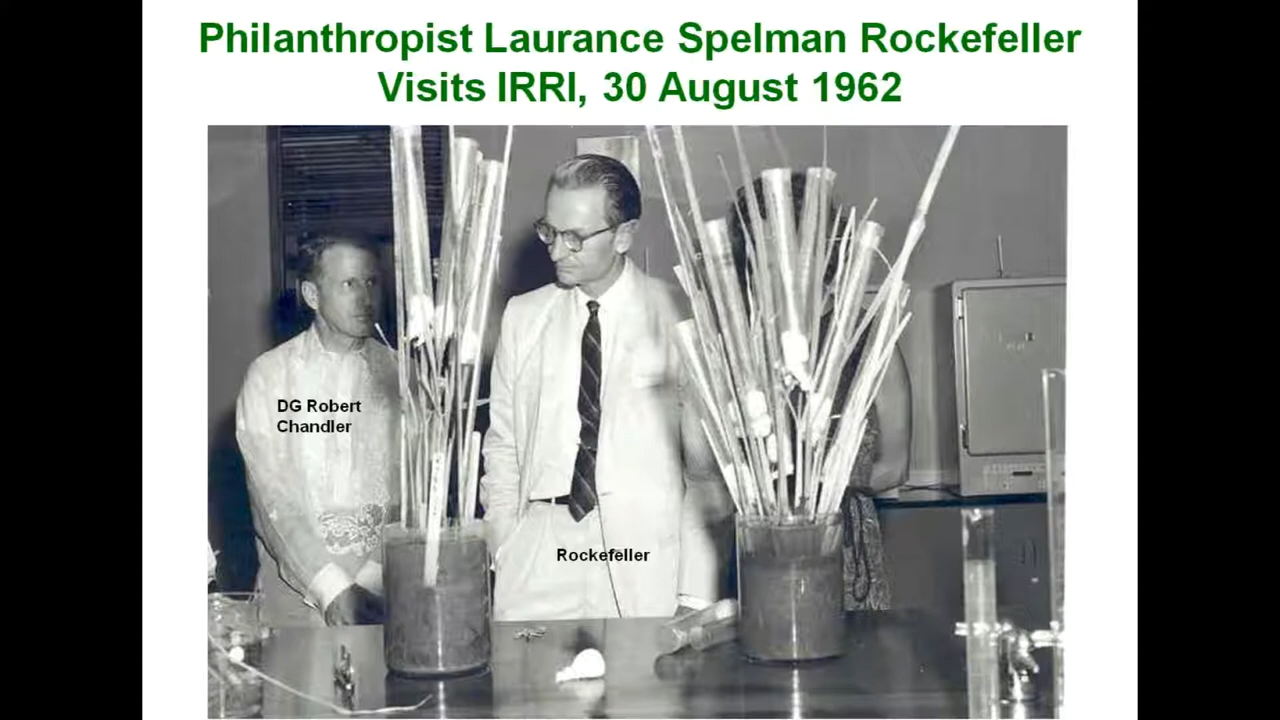 Philanthropist Laurance Spelman Rockefeller
Visits IRRI, 30 August 1962
DG Robert
Chandler
Rockefeller